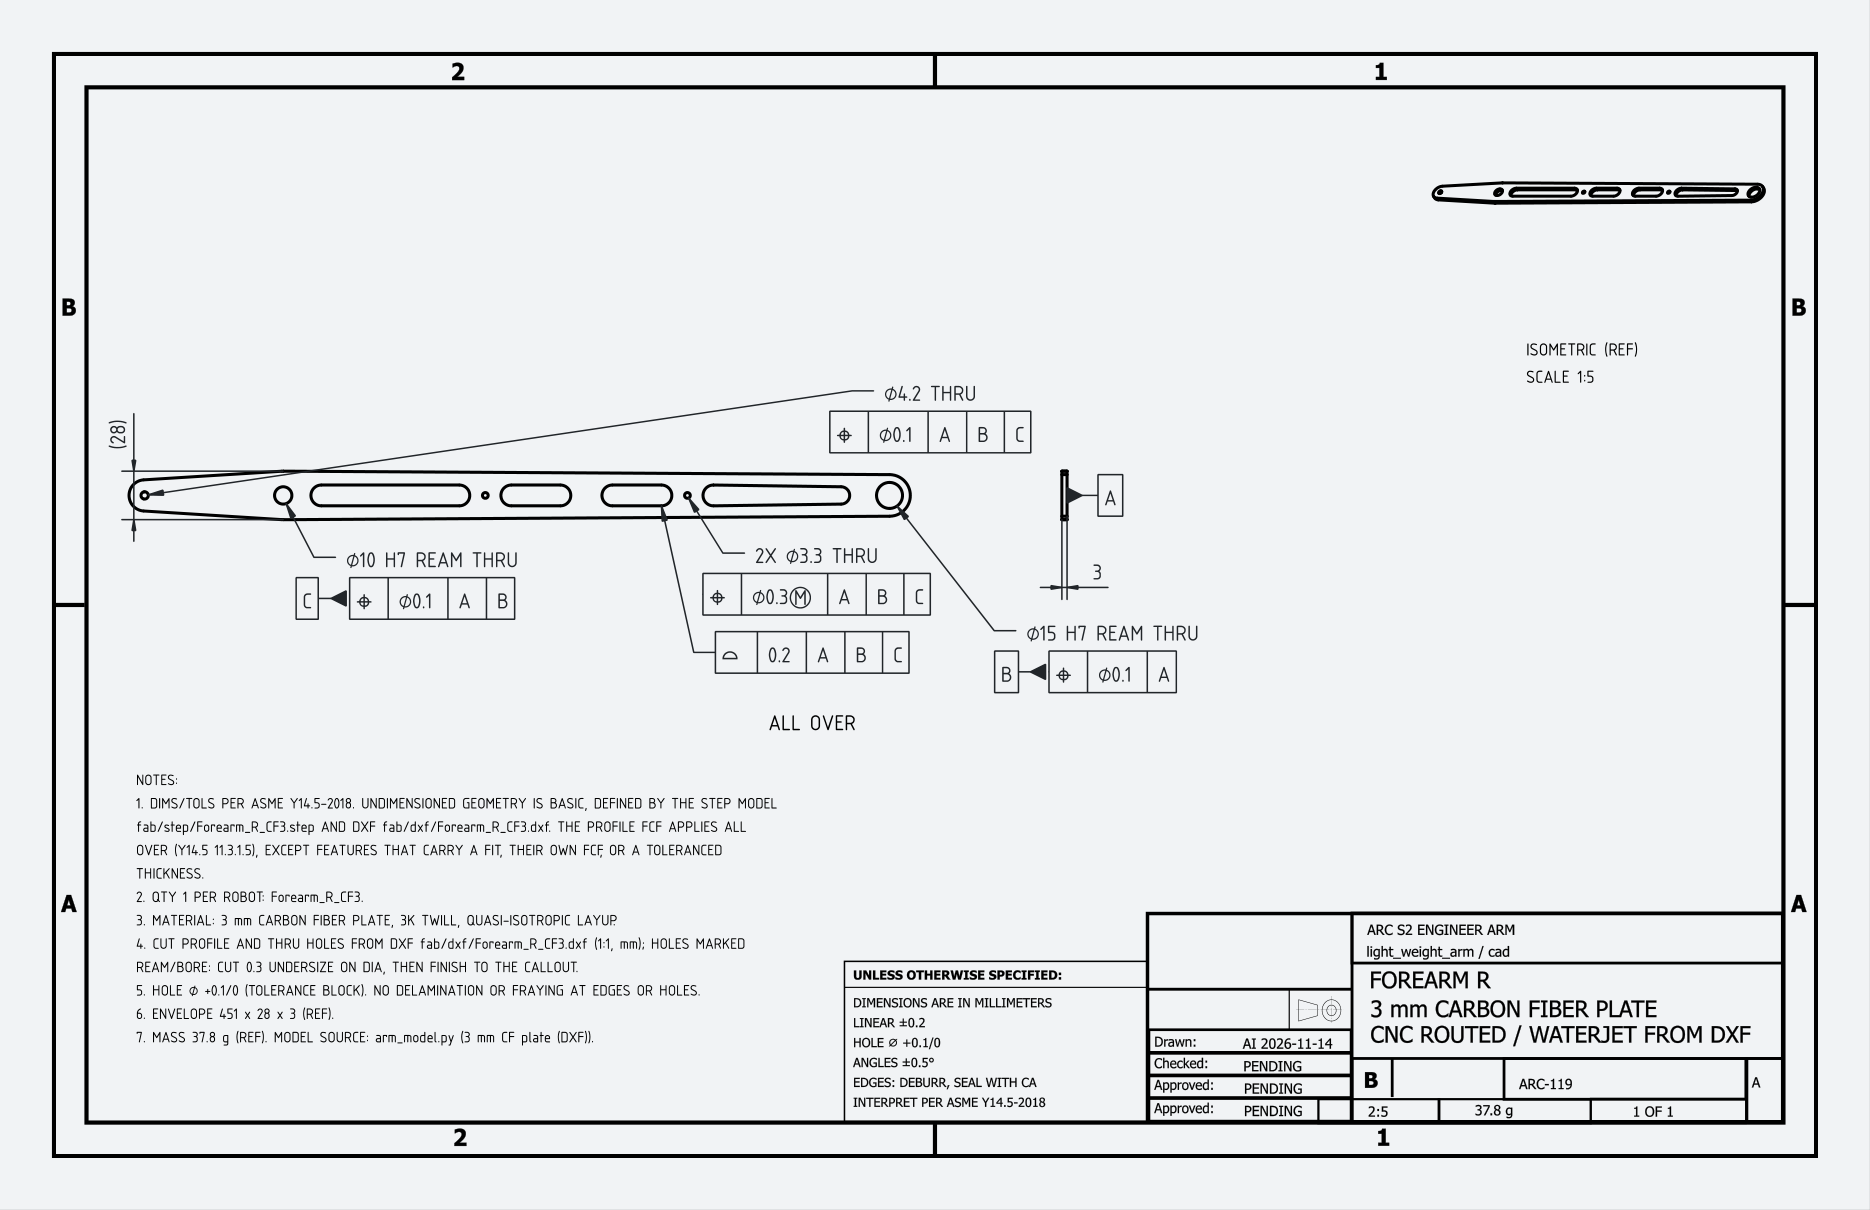 2
1
B
B
ISOMETRIC (REF)
SCALE 1:5
⌀4.2 THRU
⌖ ⌀0.1 A B C
(28)
A
⌀10 H7 REAM THRU
C ⌖ ⌀0.1 A B
2X ⌀3.3 THRU
⌖ ⌀0.3Ⓜ A B C
3
⌓ 0.2 A B C
ALL OVER
⌀15 H7 REAM THRU
B ⌖ ⌀0.1 A
NOTES:
1. DIMS/TOLS PER ASME Y14.5-2018. UNDIMENSIONED GEOMETRY IS BASIC, DEFINED BY THE STEP MODEL
fab/step/Forearm_R_CF3.step AND DXF fab/dxf/Forearm_R_CF3.dxf. THE PROFILE FCF APPLIES ALL
OVER (Y14.5 11.3.1.5), EXCEPT FEATURES THAT CARRY A FIT, THEIR OWN FCF, OR A TOLERANCED
THICKNESS.
2. QTY 1 PER ROBOT: Forearm_R_CF3.
3. MATERIAL: 3 mm CARBON FIBER PLATE, 3K TWILL, QUASI-ISOTROPIC LAYUP.
4. CUT PROFILE AND THRU HOLES FROM DXF fab/dxf/Forearm_R_CF3.dxf (1:1, mm); HOLES MARKED
REAM/BORE: CUT 0.3 UNDERSIZE ON DIA, THEN FINISH TO THE CALLOUT.
5. HOLE ⌀ +0.1/0 (TOLERANCE BLOCK). NO DELAMINATION OR FRAYING AT EDGES OR HOLES.
6. ENVELOPE 451 x 28 x 3 (REF).
7. MASS 37.8 g (REF). MODEL SOURCE: arm_model.py (3 mm CF plate (DXF)).
A
A
UNLESS OTHERWISE SPECIFIED:
DIMENSIONS ARE IN MILLIMETERS
LINEAR ±0.2
HOLE ⌀ +0.1/0
ANGLES ±0.5°
EDGES: DEBURR, SEAL WITH CA
INTERPRET PER ASME Y14.5-2018
Drawn: AI 2026-11-14
Checked: PENDING
Approved: PENDING
Approved: PENDING
ARC S2 ENGINEER ARM
light_weight_arm / cad
FOREARM R
3 mm CARBON FIBER PLATE
CNC ROUTED / WATERJET FROM DXF
B ARC-119 A
2:5 37.8 g 1 OF 1
2
1